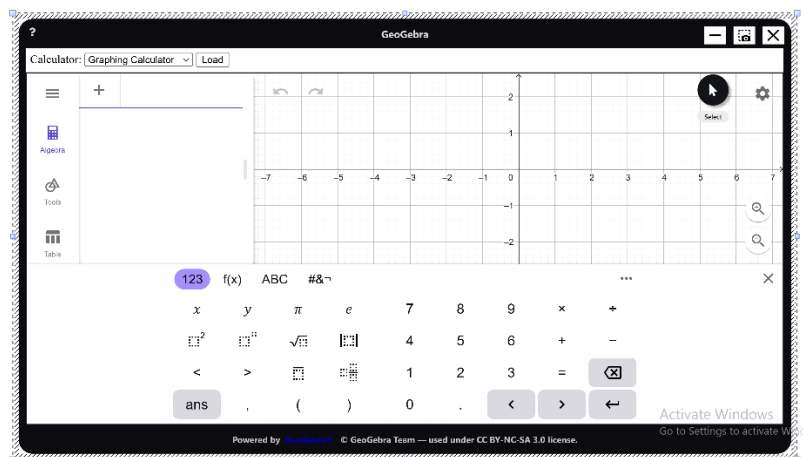 ?
GeoGebra
Calculator: Graphing Calculator Load
+
2
1
Select
Algebra
−7 −6 −5 −4 −3 −2 −1 0 1 2 3 4 5 6 7
Tools
−1
−2
Table
123 f(x) ABC #&¬ •••
x y π e 7 8 9 × ÷
2 √ 4 5 6 + −
< > 1 2 3 =
ans , ( ) 0 . < >
Activate Windows
Go to Settings to activate Windo
Powered by GeoGebra® © GeoGebra Team — used under CC BY-NC-SA 3.0 license.